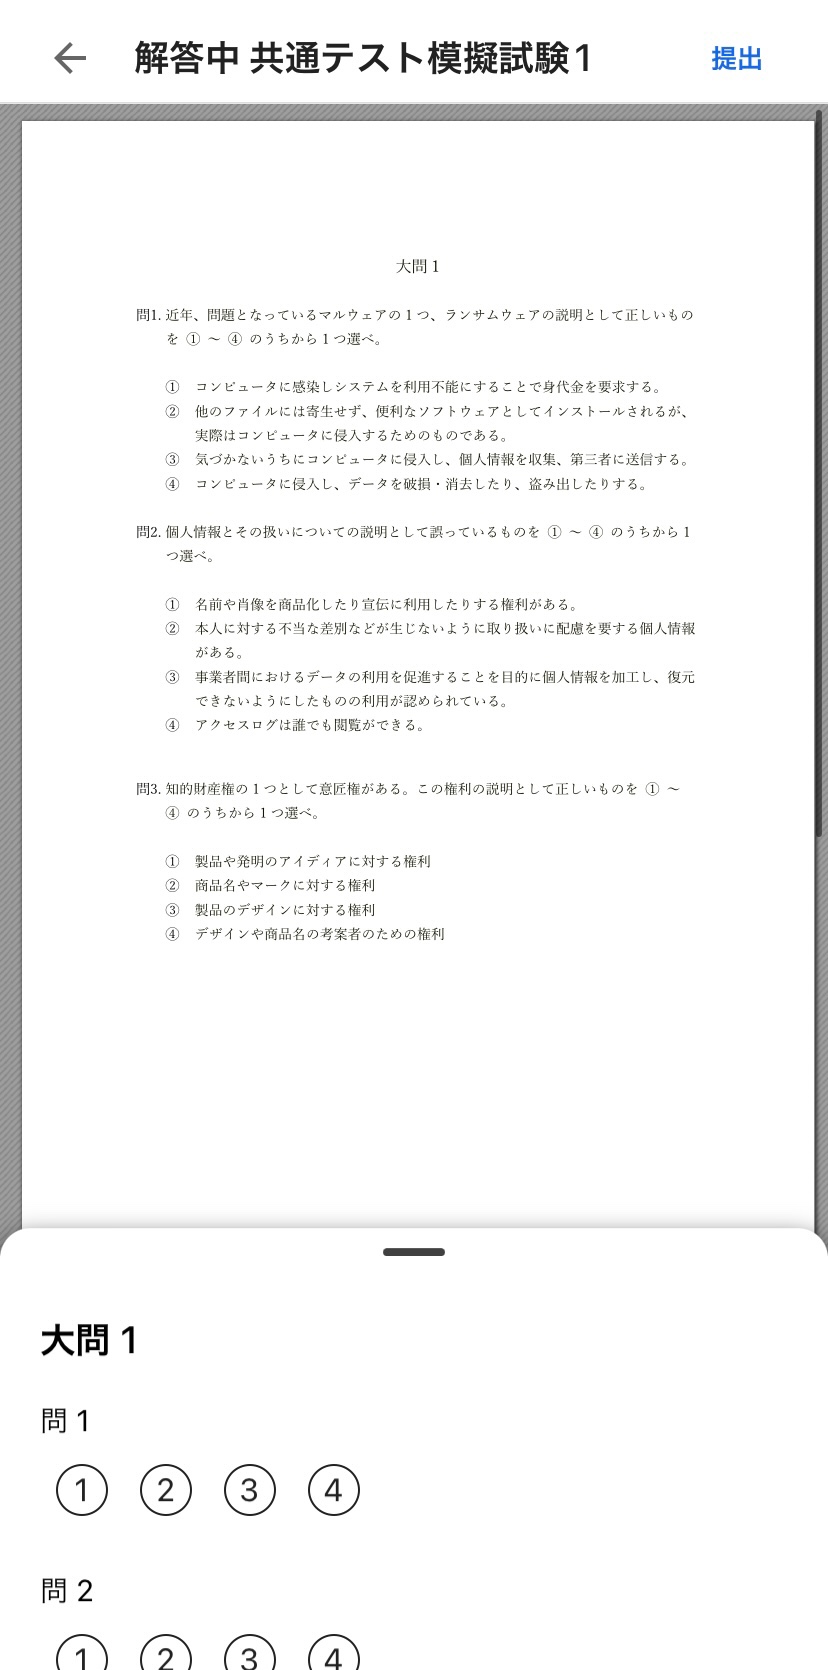 解答中 共通テスト模擬試験1
提出
大問 1
問1. 近年、問題となっているマルウェアの 1 つ、ランサムウェアの説明として正しいもの
を ① ～ ④ のうちから 1 つ選べ。
① コンピュータに感染しシステムを利用不能にすることで身代金を要求する。
② 他のファイルには寄生せず、便利なソフトウェアとしてインストールされるが、
実際はコンピュータに侵入するためのものである。
③ 気づかないうちにコンピュータに侵入し、個人情報を収集、第三者に送信する。
④ コンピュータに侵入し、データを破損・消去したり、盗み出したりする。
問2. 個人情報とその扱いについての説明として誤っているものを ① ～ ④ のうちから 1
つ選べ。
① 名前や肖像を商品化したり宣伝に利用したりする権利がある。
② 本人に対する不当な差別などが生じないように取り扱いに配慮を要する個人情報
がある。
③ 事業者間におけるデータの利用を促進することを目的に個人情報を加工し、復元
できないようにしたものの利用が認められている。
④ アクセスログは誰でも閲覧ができる。
問3. 知的財産権の 1 つとして意匠権がある。この権利の説明として正しいものを ① ～
④ のうちから 1 つ選べ。
① 製品や発明のアイディアに対する権利
② 商品名やマークに対する権利
③ 製品のデザインに対する権利
④ デザインや商品名の考案者のための権利
大問 1
問 1
1 2 3 4
問 2
1 2 3 4